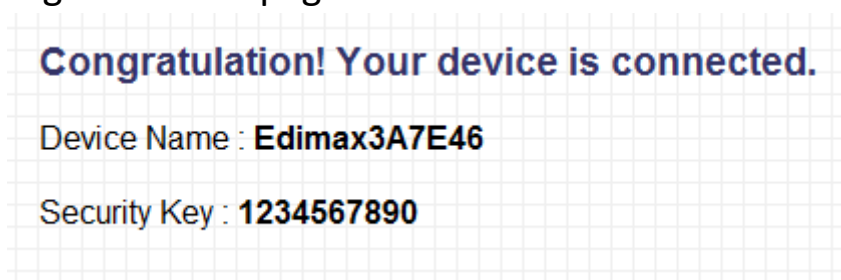 Congratulation! Your device is connected.
Device Name : Edimax3A7E46
Security Key : 1234567890